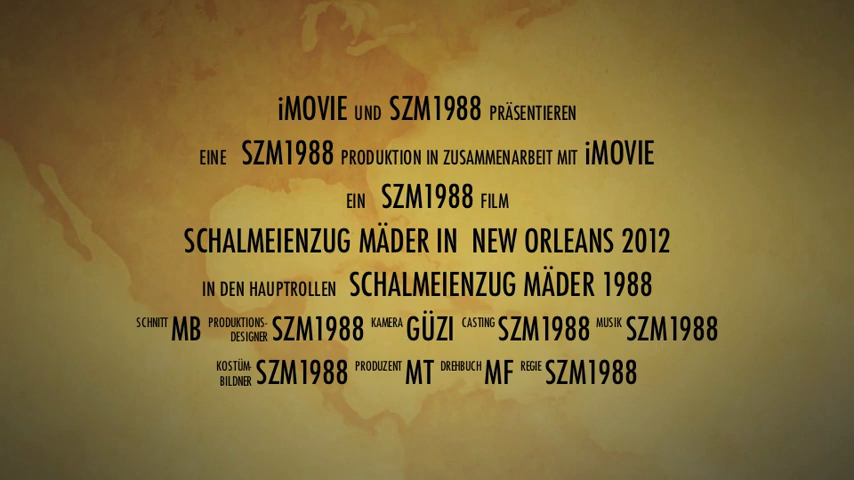 iMOVIE UND SZM1988 PRÄSENTIEREN
EINE SZM1988 PRODUKTION IN ZUSAMMENARBEIT MIT iMOVIE
EIN SZM1988 FILM
SCHALMEIENZUG MÄDER IN NEW ORLEANS 2012
IN DEN HAUPTROLLEN SCHALMEIENZUG MÄDER 1988
SCHNITT MB PRODUKTIONS-DESIGNER SZM1988 KAMERA GÜZI CASTING SZM1988 MUSIK SZM1988
KOSTÜM-BILDNER SZM1988 PRODUZENT MT DREHBUCH MF REGIE SZM1988